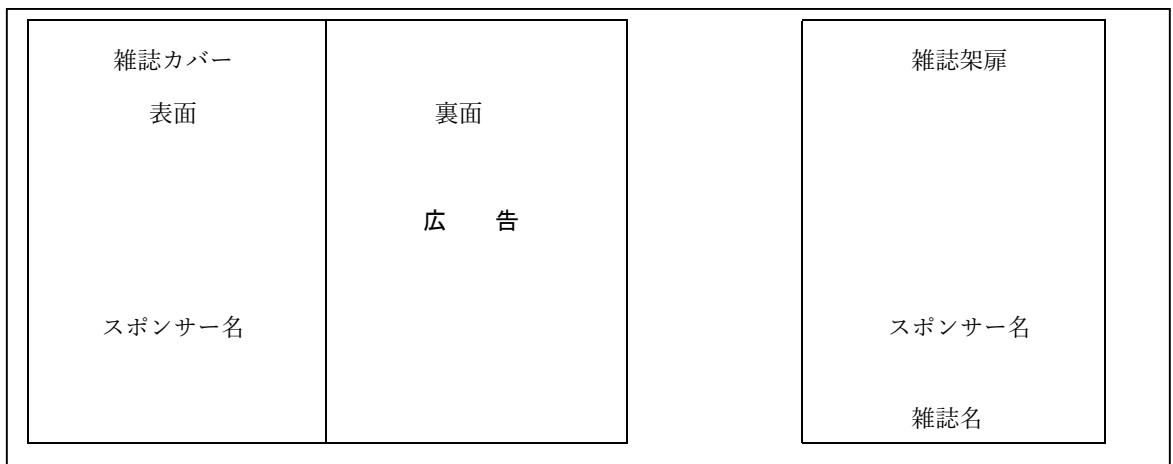 雑誌カバー
表面
スポンサー名
裏面
広　告
雑誌架扉
スポンサー名
雑誌名